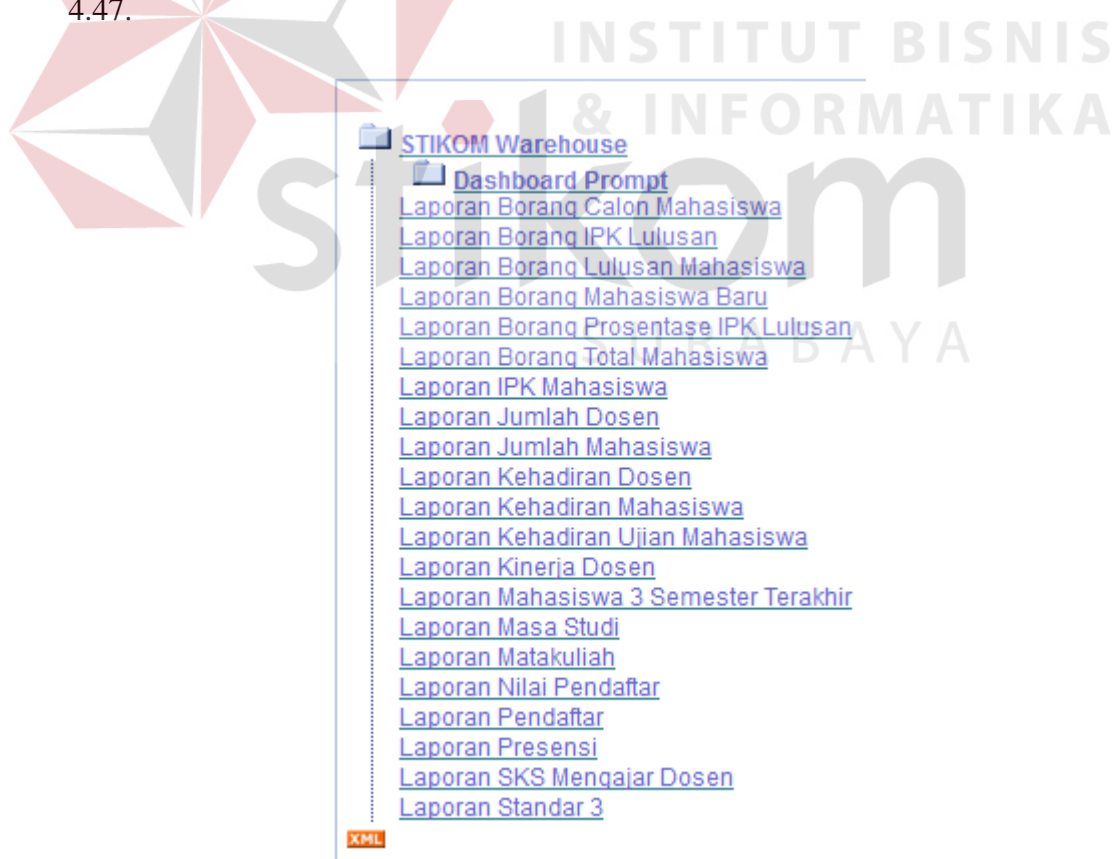 4.47.
INSTITUT BISNIS
& INFORMATIKA
stikom
SURABAYA
STIKOM Warehouse
Dashboard Prompt
Laporan Borang Calon Mahasiswa
Laporan Borang IPK Lulusan
Laporan Borang Lulusan Mahasiswa
Laporan Borang Mahasiswa Baru
Laporan Borang Prosentase IPK Lulusan
Laporan Borang Total Mahasiswa
Laporan IPK Mahasiswa
Laporan Jumlah Dosen
Laporan Jumlah Mahasiswa
Laporan Kehadiran Dosen
Laporan Kehadiran Mahasiswa
Laporan Kehadiran Ujian Mahasiswa
Laporan Kinerja Dosen
Laporan Mahasiswa 3 Semester Terakhir
Laporan Masa Studi
Laporan Matakuliah
Laporan Nilai Pendaftar
Laporan Pendaftar
Laporan Presensi
Laporan SKS Mengajar Dosen
Laporan Standar 3
XML